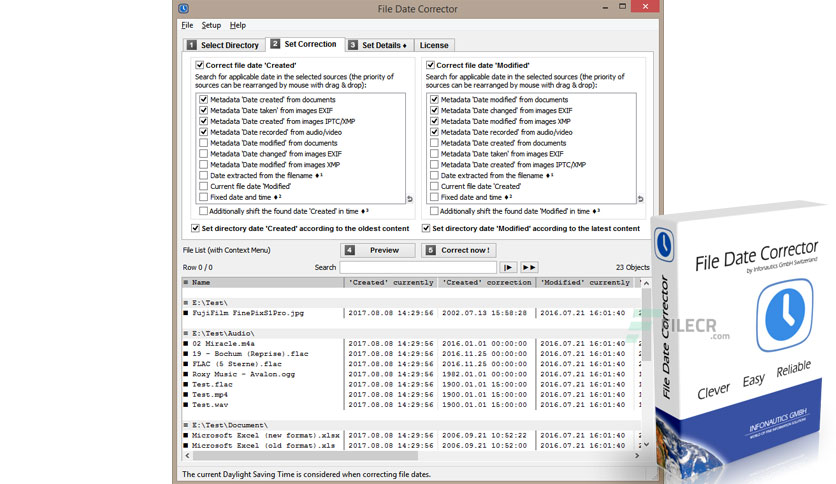 File Date Corrector
File Setup Help
1 Select Directory 2 Set Correction 3 Set Details ♦ License
Correct file date 'Created'
Search for applicable date in the selected sources (the priority of
sources can be rearranged by mouse with drag & drop):
Metadata 'Date created' from documents
Metadata 'Date taken' from images EXIF
Metadata 'Date created' from images IPTC/XMP
Metadata 'Date recorded' from audio/video
Metadata 'Date modified' from documents
Metadata 'Date changed' from images EXIF
Metadata 'Date modified' from images XMP
Date extracted from the filename ♦¹
Current file date 'Modified'
Fixed date and time ♦²
Additionally shift the found date 'Created' in time ♦³
Set directory date 'Created' according to the oldest content
Correct file date 'Modified'
Search for applicable date in the selected sources (the priority of
sources can be rearranged by mouse with drag & drop):
Metadata 'Date modified' from documents
Metadata 'Date changed' from images EXIF
Metadata 'Date modified' from images XMP
Metadata 'Date recorded' from audio/video
Metadata 'Date created' from documents
Metadata 'Date taken' from images EXIF
Metadata 'Date created' from images IPTC/XMP
Date extracted from the filename ♦¹
Current file date 'Created'
Fixed date and time ♦²
Additionally shift the found date 'Modified' in time ♦³
Set directory date 'Modified' according to the latest content
File List (with Context Menu) 4 Preview 5 Correct now !
Row 0 / 0 Search 23 Objects
Name 'Created' currently 'Created' correction 'Modified' currently
E:\Test\
FujiFilm FinePixS1Pro.jpg 2017.08.08 14:29:56 2002.07.13 15:58:28 2016.07.21 16:01:40
E:\Test\Audio\
02 Miracle.m4a 2017.08.08 14:29:56 2016.01.01 00:00:00 2016.07.21 16:01:40
19 - Bochum (Reprise).flac 2017.08.08 14:29:56 2016.11.25 00:00:00 2016.07.21 16:01:40
FLAC (5 Sterne).flac 2017.08.08 14:29:56 2016.11.25 00:00:00 2016.07.21 16:01:40
Roxy Music - Avalon.ogg 2017.08.08 14:29:56 1982.01.01 00:00:00 2016.07.21 16:01:40
Test.flac 2017.08.08 14:29:56 1900.01.01 15:00:00 2016.07.21 16:01:40
Test.mp4 2017.08.08 14:29:56 1900.01.01 15:00:00 2016.07.21 16:01:40
Test.wav 2017.08.08 14:29:56 1900.01.01 15:00:00 2016.07.21 16:01:40
E:\Test\Document\
Microsoft Excel (new format).xlsx 2017.08.08 14:29:56 2006.09.21 10:52:22 2016.07.21 16:01:40
Microsoft Excel (old format).xls 2017.08.08 14:29:56 2006.09.21 10:52:22 2016.07.21 16:01:40
The current Daylight Saving Time is considered when correcting file dates.
FILECR
.com
File Date Corrector
File Date Corrector
by Infonautics GmbH Switzerland
Clever Easy Reliable
INFONAUTICS GMBH
WORLD OF FINE INFORMATION SOLUTIONS